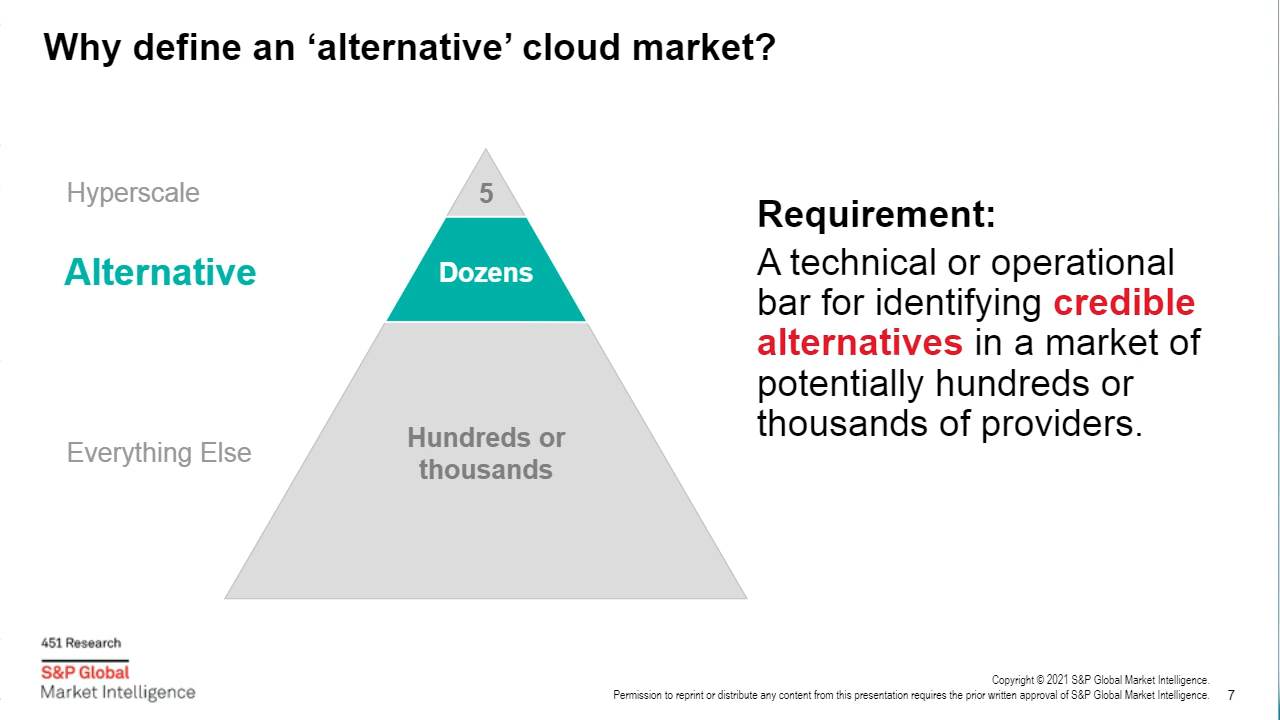 Why define an ‘alternative’ cloud market?
Hyperscale
5
Alternative
Dozens
Everything Else
Hundreds or
thousands
Requirement:
A technical or operational
bar for identifying credible
alternatives in a market of
potentially hundreds or
thousands of providers.
451 Research
S&P Global
Market Intelligence
Copyright © 2021 S&P Global Market Intelligence.
Permission to reprint or distribute any content from this presentation requires the prior written approval of S&P Global Market Intelligence. 7